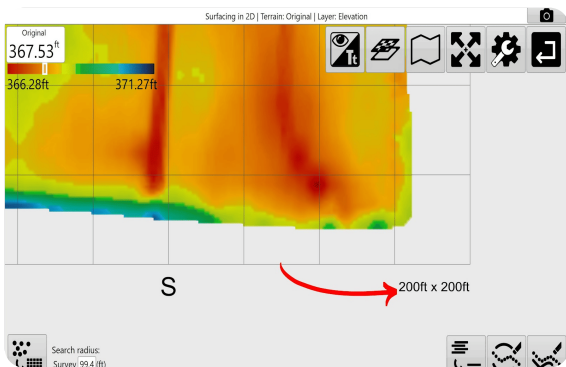 Surfacing in 2D | Terrain: Original | Layer: Elevation
Original
367.53ft
Tt
366.28ft 371.27ft
S
200ft x 200ft
Search radius:
Survey 99.4 (ft)